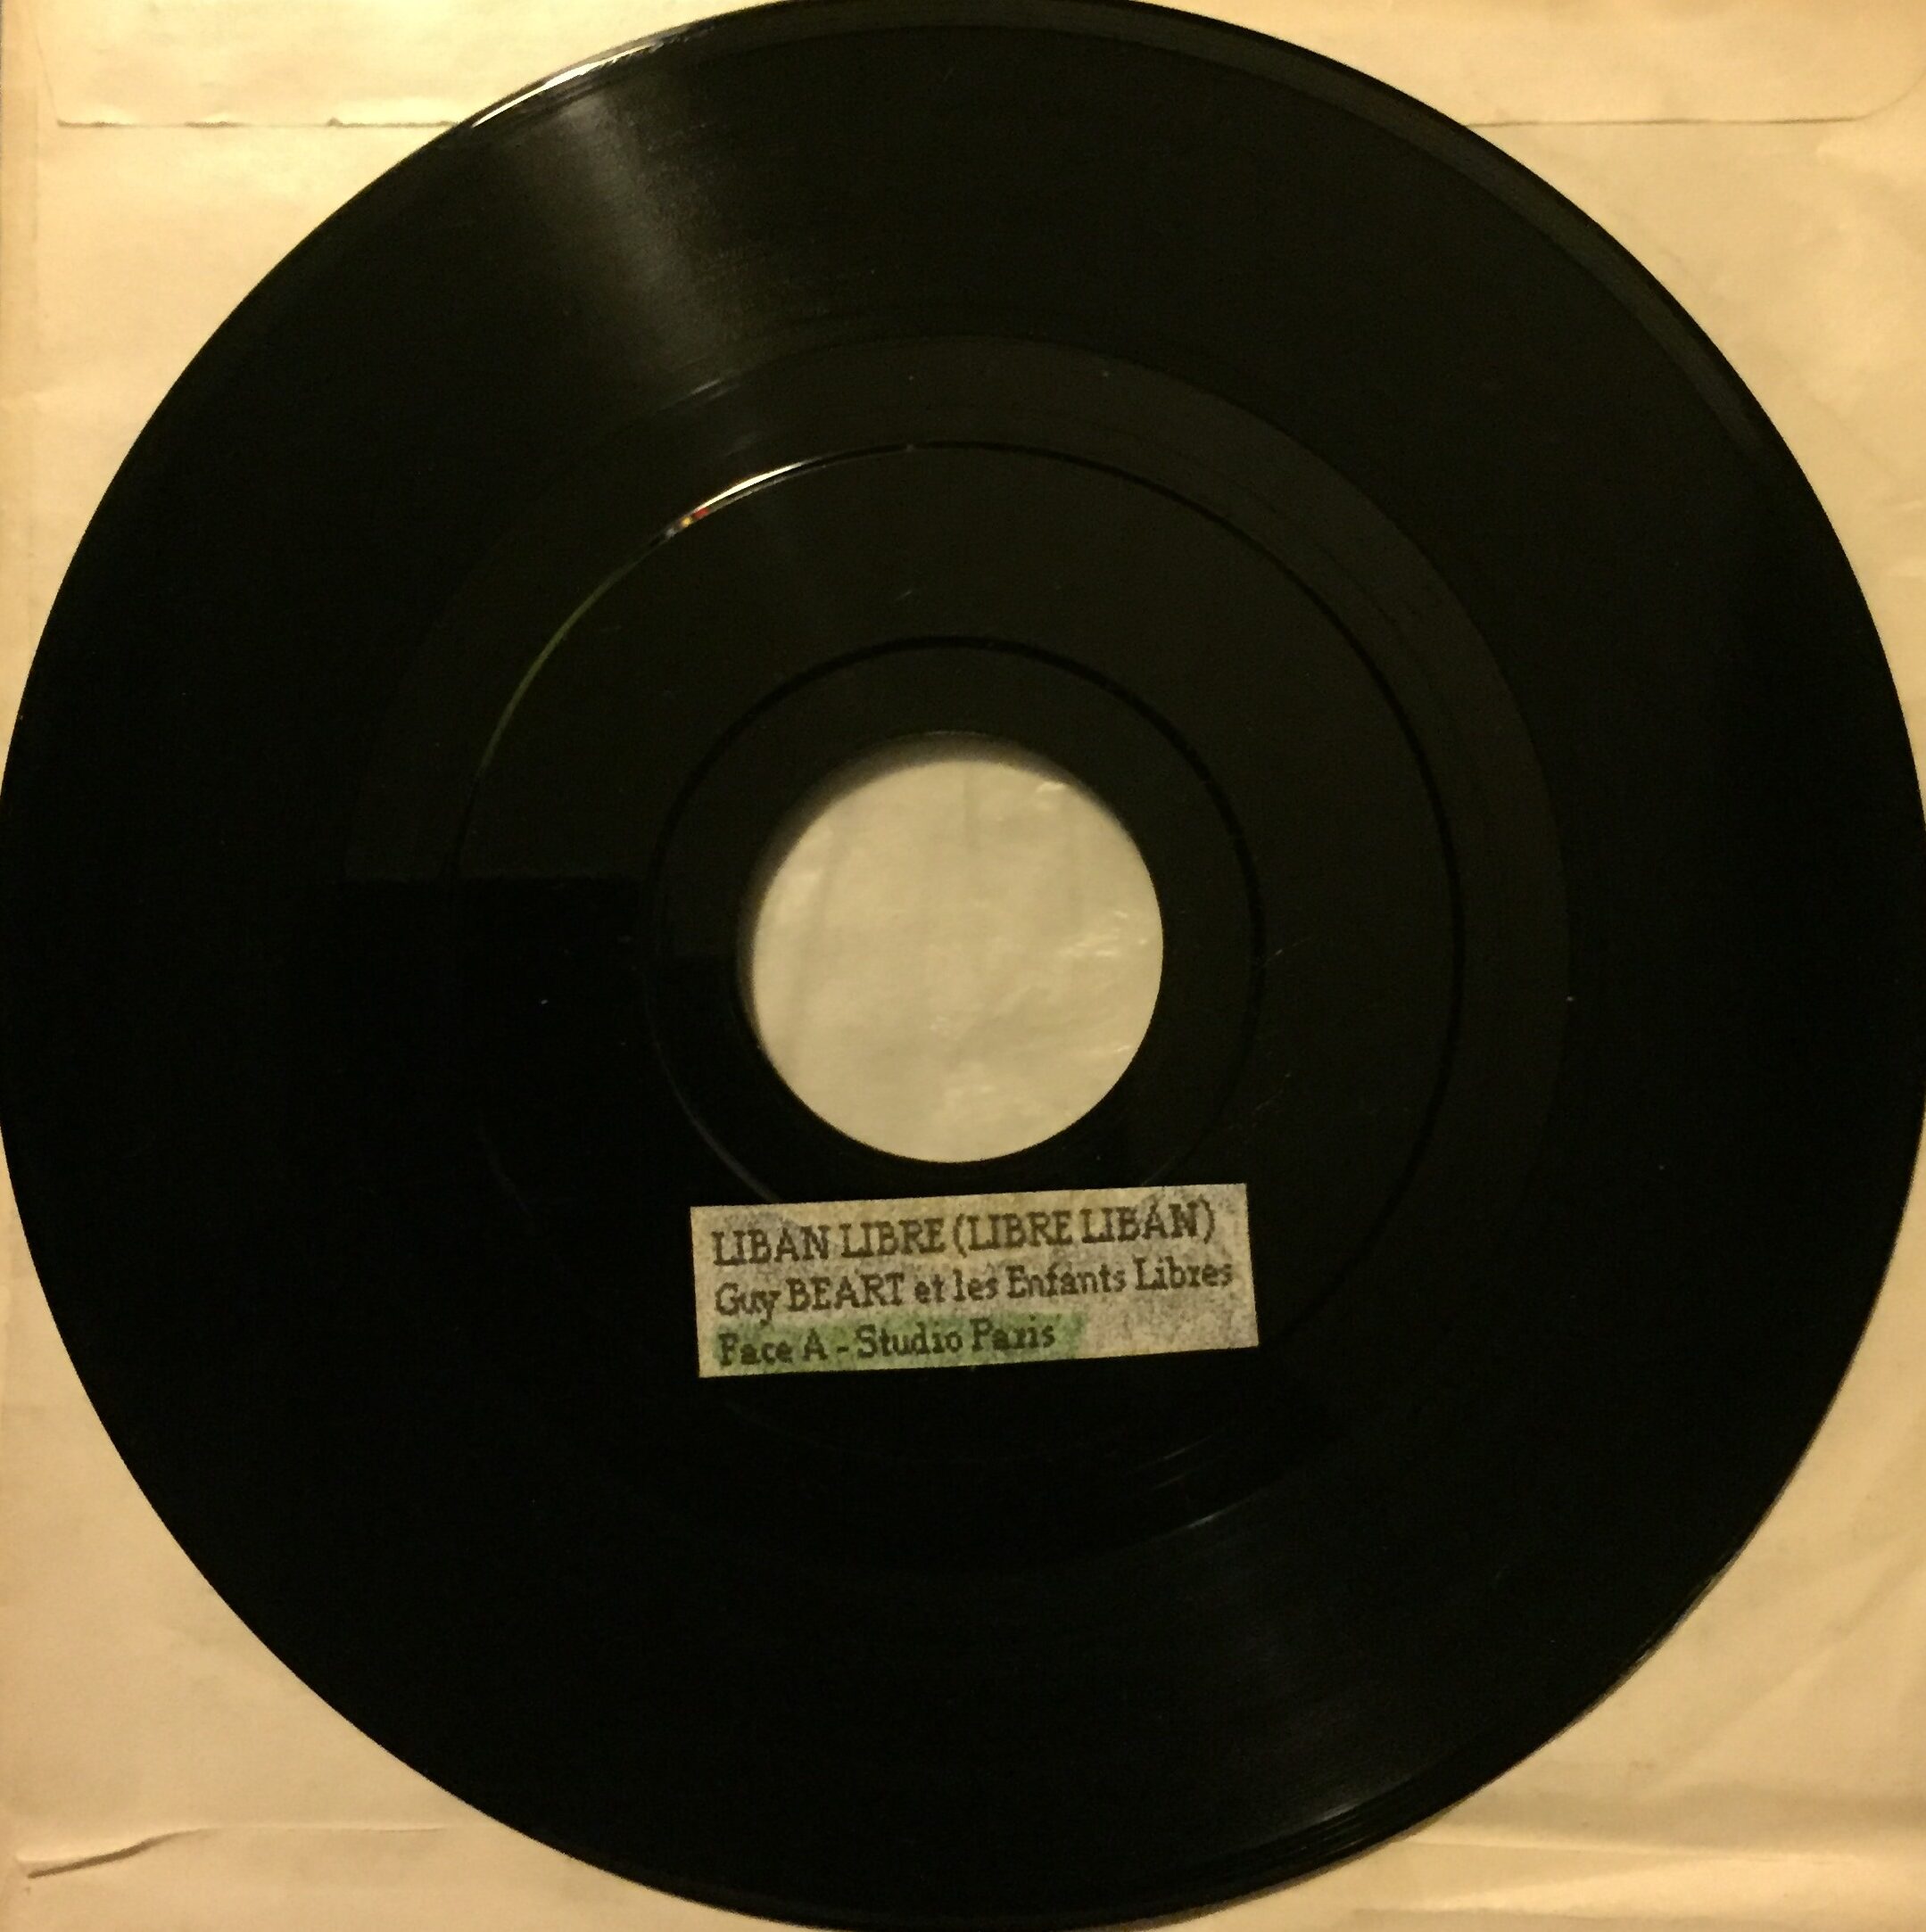 LIBAN LIBRE (LIBRE LIBAN)
Guy BEART et les Enfants Libres
Face A - Studio Paris